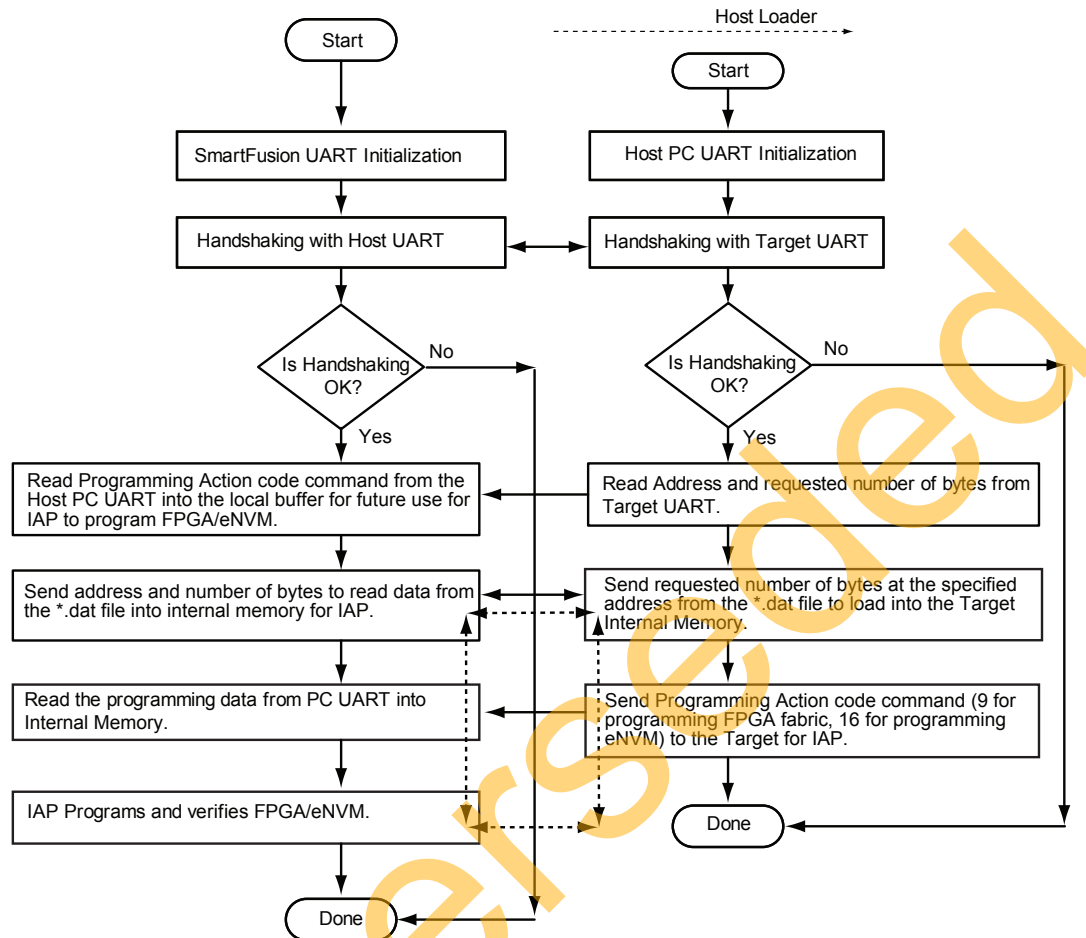 Host Loader
Start
Start
SmartFusion UART Initialization
Host PC UART Initialization
Handshaking with Host UART
Handshaking with Target UART
Is Handshaking
OK?
No
Yes
Is Handshaking
OK?
No
Yes
Read Programming Action code command from the
Host PC UART into the local buffer for future use for
IAP to program FPGA/eNVM.
Read Address and requested number of bytes from
Target UART.
Send address and number of bytes to read data from
the *.dat file into internal memory for IAP.
Send requested number of bytes at the specified
address from the *.dat file to load into the Target
Internal Memory.
Read the programming data from PC UART into
Internal Memory.
Send Programming Action code command (9 for
programming FPGA fabric, 16 for programming
eNVM) to the Target for IAP.
IAP Programs and verifies FPGA/eNVM.
Done
Done
erseded